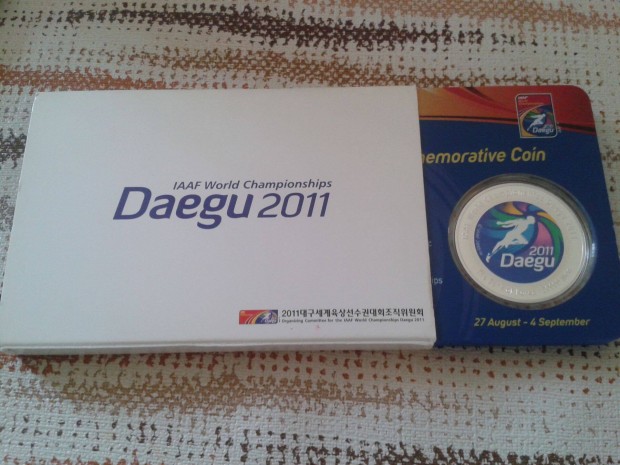 IAAF World Championships
Daegu 2011
2011대구세계육상선수권대회조직위원회
Organizing Committee for the IAAF World Championships Daegu 2011
Daegu
emorative Coin
2011
Daegu
27 August - 4 September